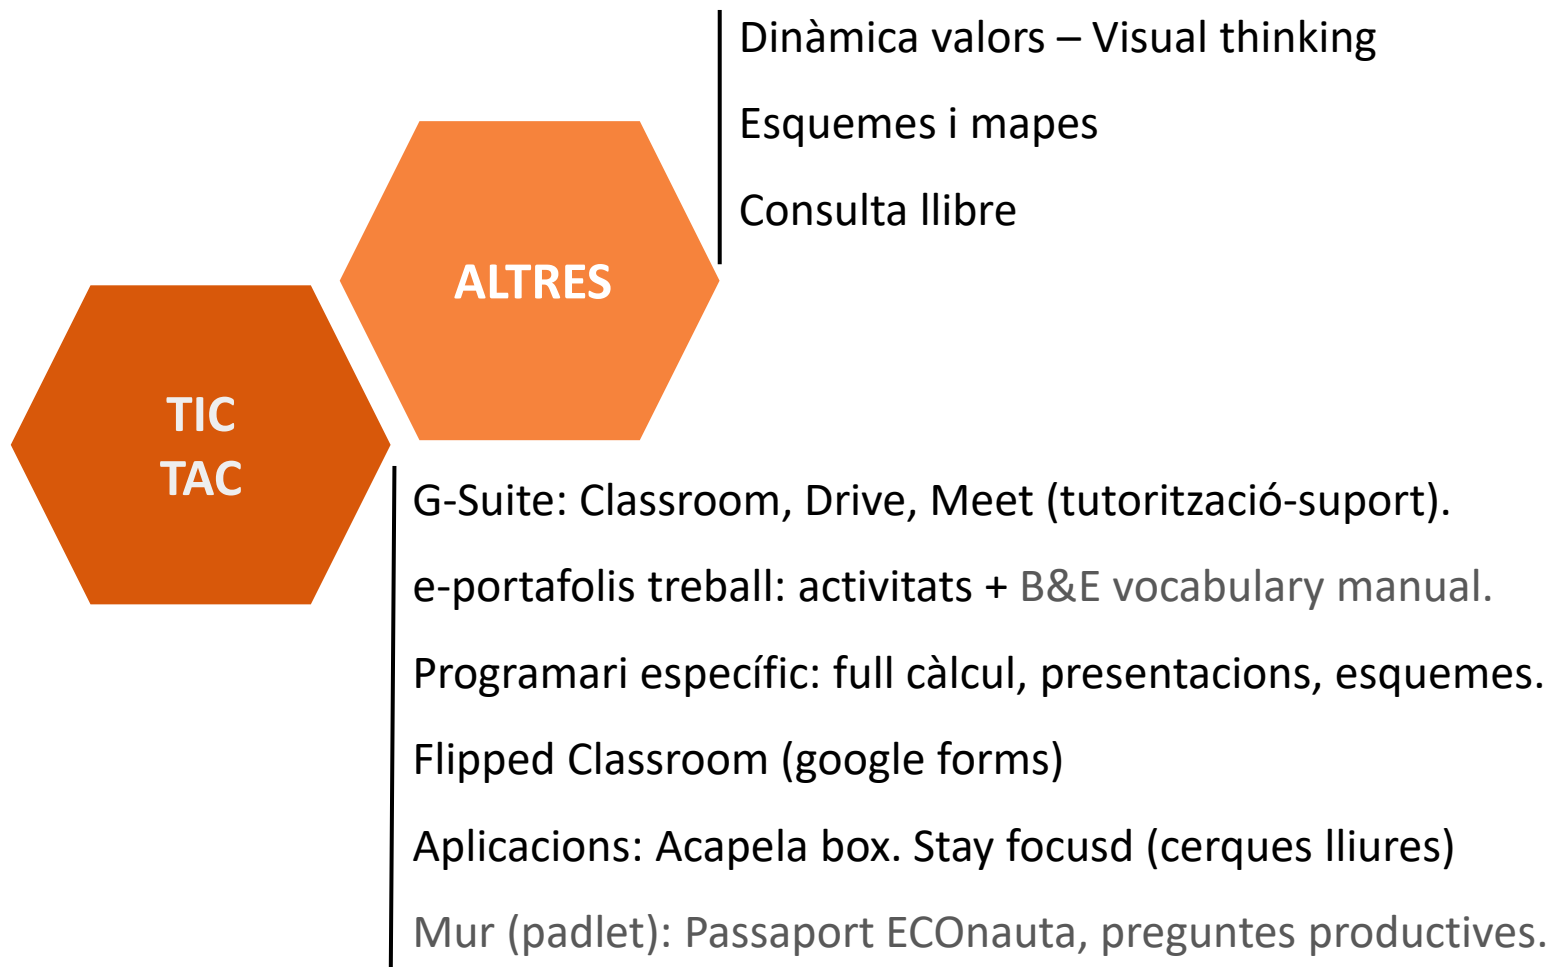 Dinàmica valors – Visual thinking
Esquemes i mapes
Consulta llibre
ALTRES
TIC
TAC
G-Suite: Classroom, Drive, Meet (tutorització-suport).
e-portafolis treball: activitats + B&E vocabulary manual.
Programari específic: full càlcul, presentacions, esquemes.
Flipped Classroom (google forms)
Aplicacions: Acapela box. Stay focusd (cerques lliures)
Mur (padlet): Passaport ECOnauta, preguntes productives.